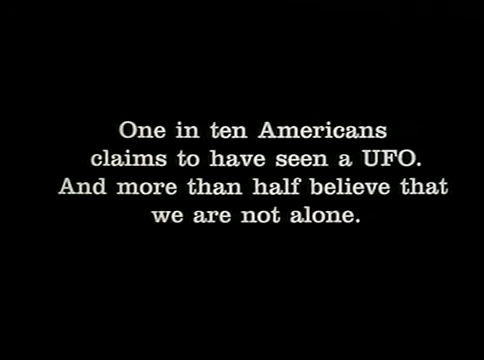 One in ten Americans
claims to have seen a UFO.
And more than half believe that
we are not alone.